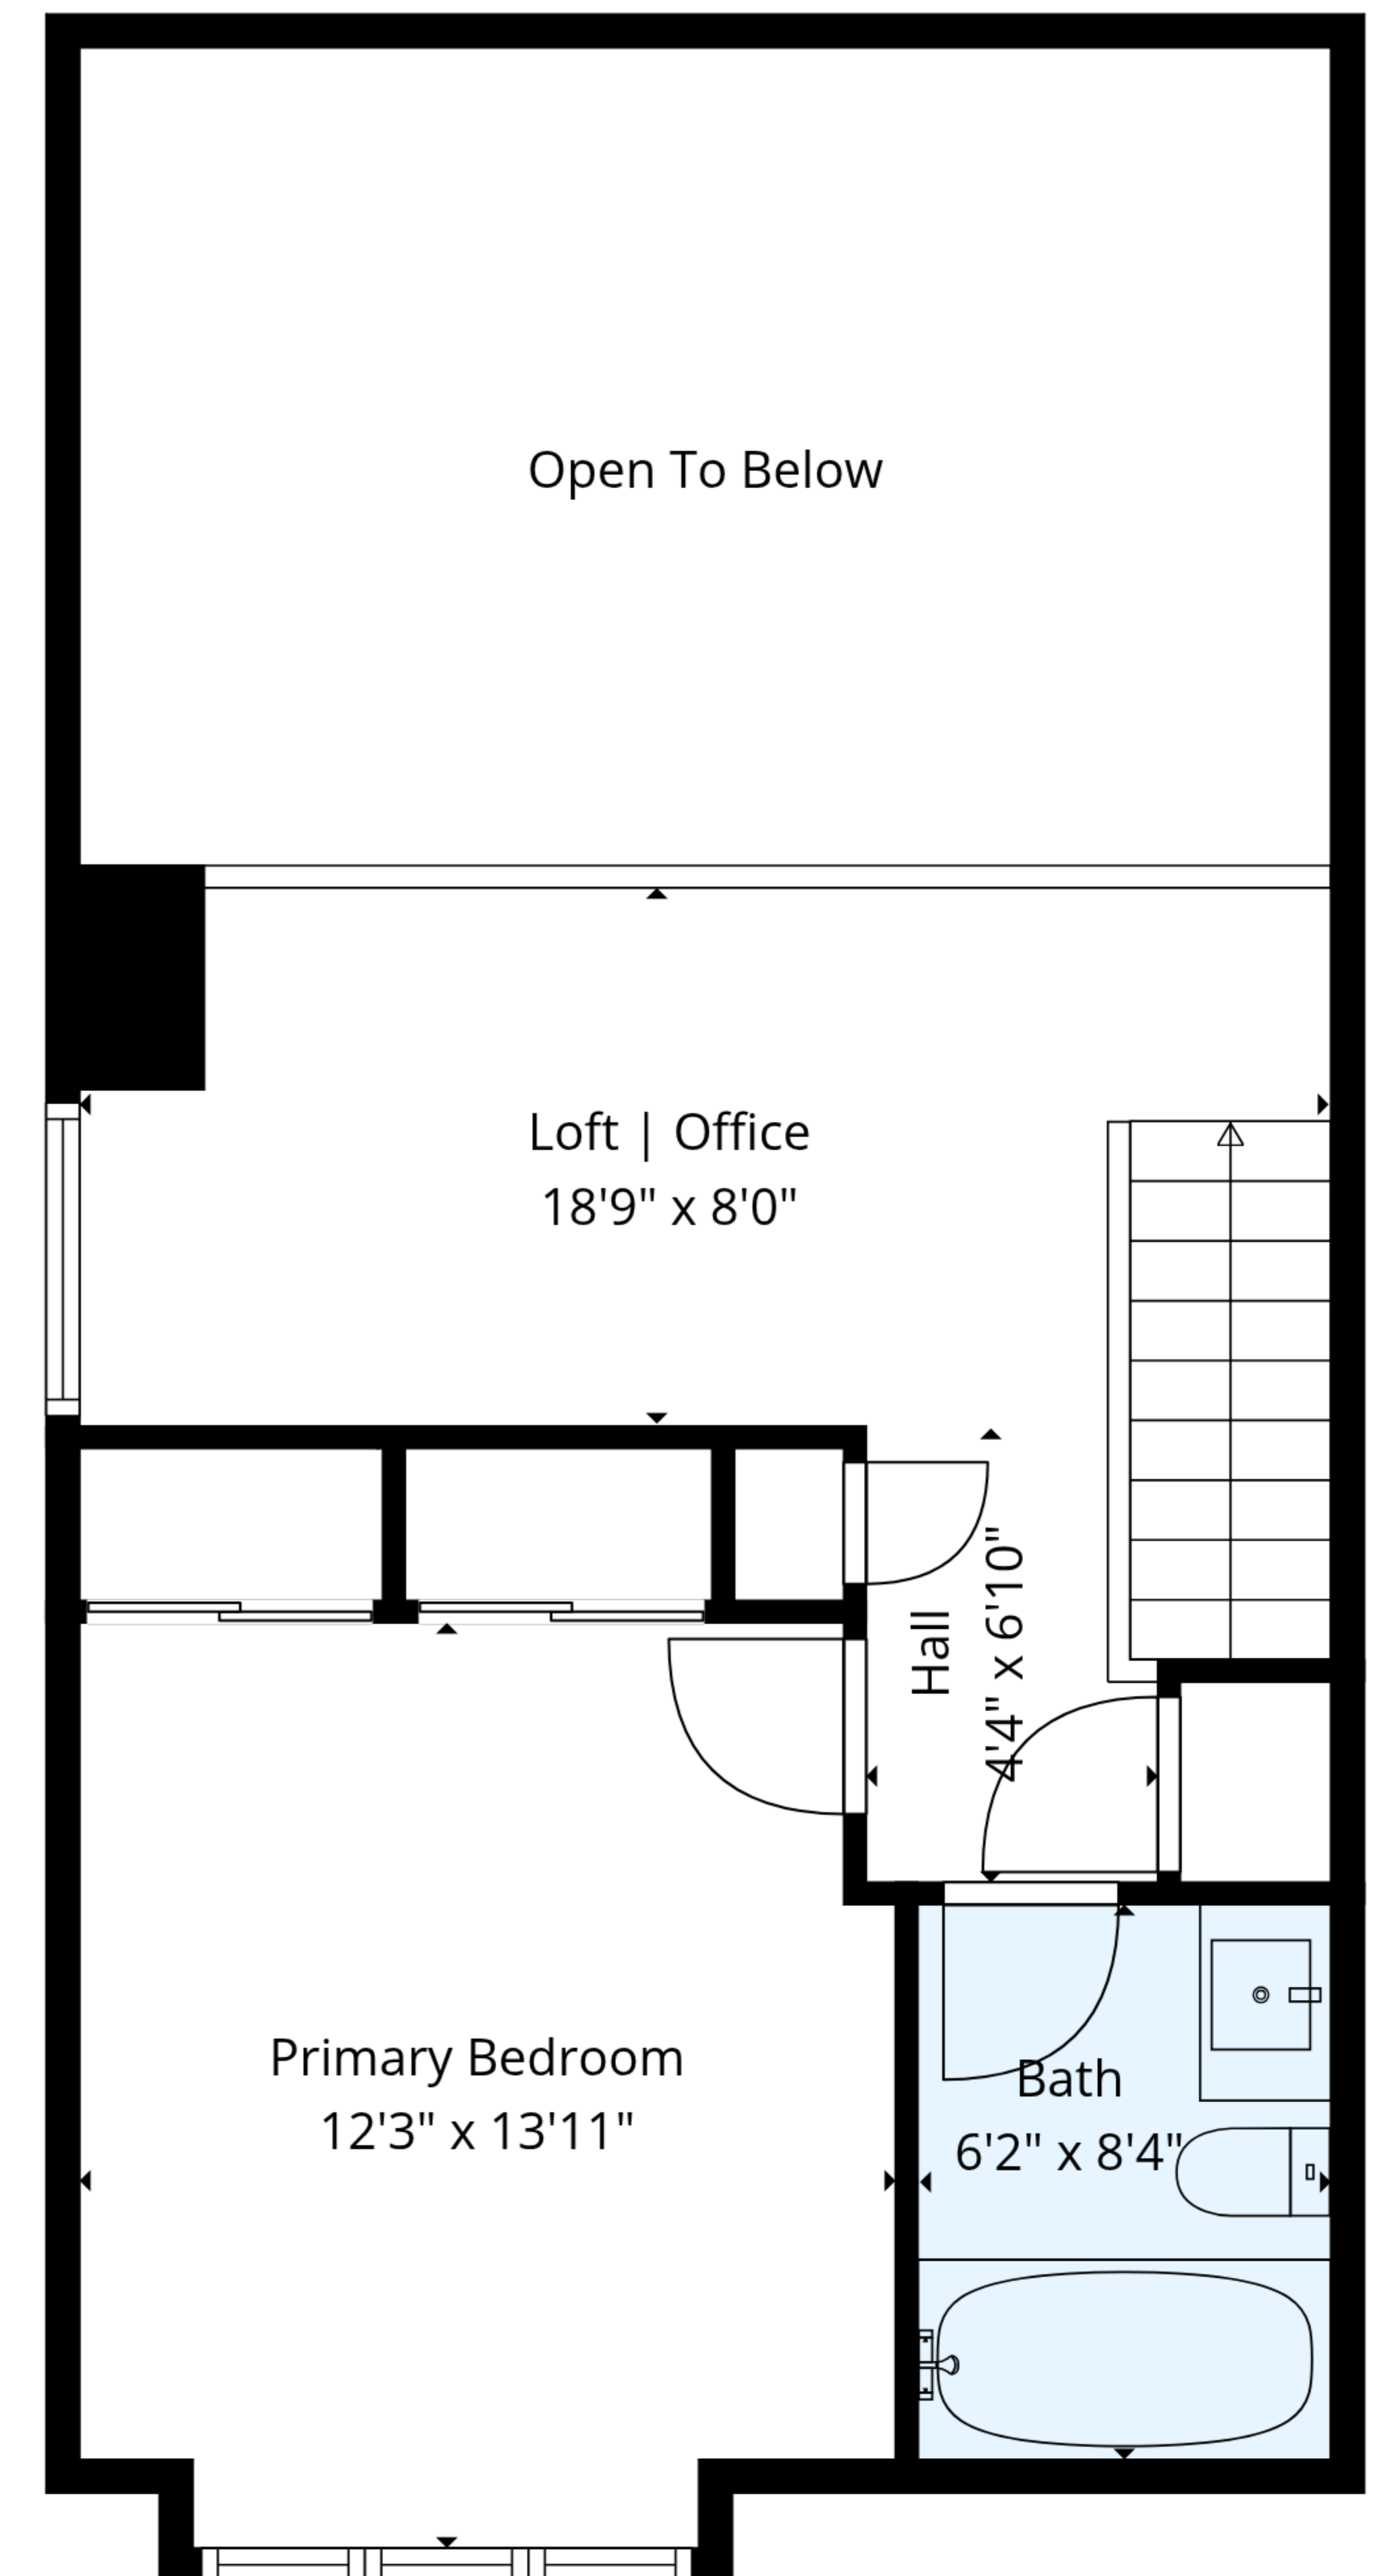 Open To Below
Loft | Office
18'9" x 8'0"
Hall
4'4" x 6'10"
Primary Bedroom
12'3" x 13'11"
Bath
6'2" x 8'4"